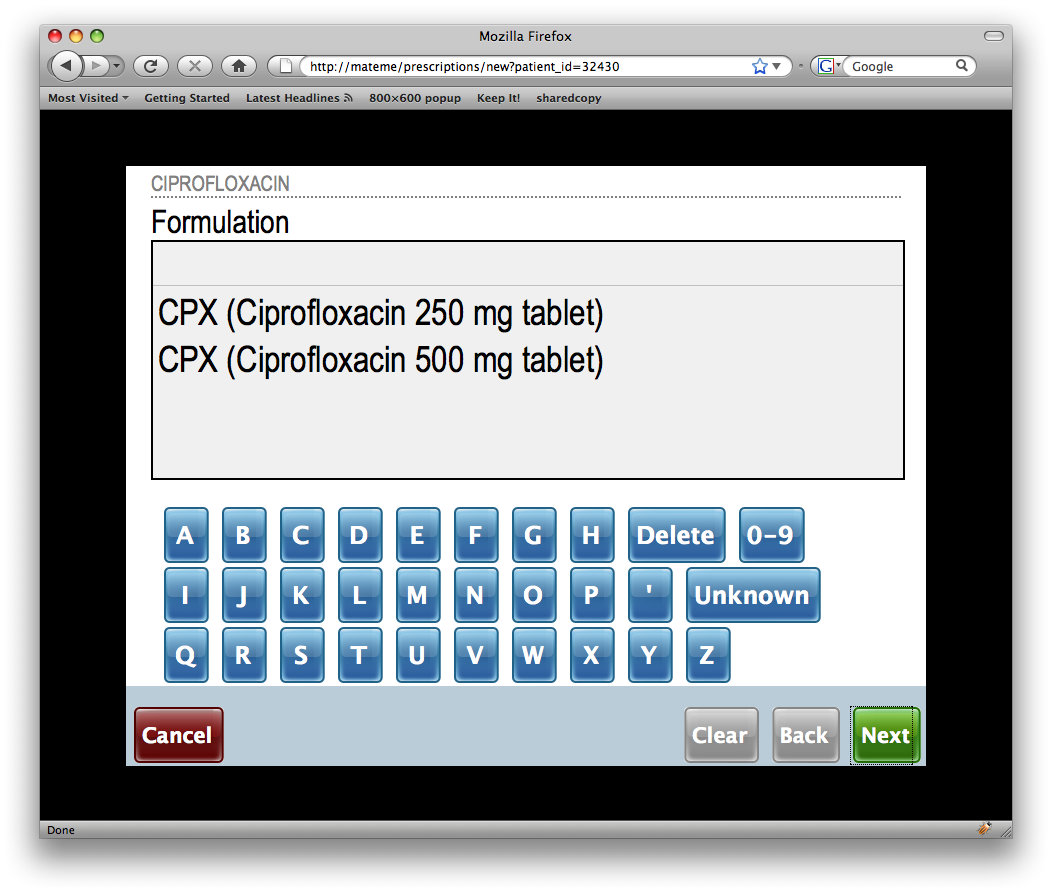 Mozilla Firefox
http://mateme/prescriptions/new?patient_id=32430
G Google
Most Visited Getting Started Latest Headlines 800×600 popup Keep It! sharedcopy
CIPROFLOXACIN
Formulation
CPX (Ciprofloxacin 250 mg tablet)
CPX (Ciprofloxacin 500 mg tablet)
A B C D E F G H Delete 0-9
I J K L M N O P ' Unknown
Q R S T U V W X Y Z
Cancel Clear Back Next
Done